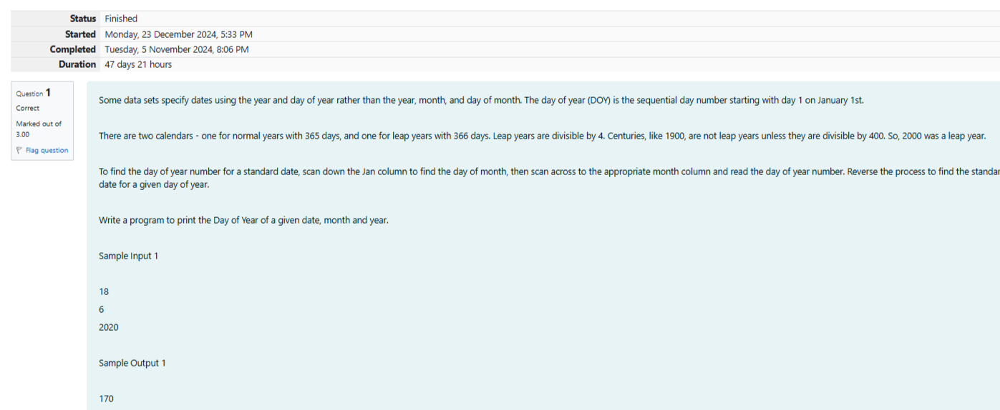 Status Finished
Started Monday, 23 December 2024, 5:33 PM
Completed Tuesday, 5 November 2024, 8:06 PM
Duration 47 days 21 hours
Question 1
Correct
Marked out of
3.00
Flag question
Some data sets specify dates using the year and day of year rather than the year, month, and day of month. The day of year (DOY) is the sequential day number starting with day 1 on January 1st.
There are two calendars - one for normal years with 365 days, and one for leap years with 366 days. Leap years are divisible by 4. Centuries, like 1900, are not leap years unless they are divisible by 400. So, 2000 was a leap year.
To find the day of year number for a standard date, scan down the Jan column to find the day of month, then scan across to the appropriate month column and read the day of year number. Reverse the process to find the standar
date for a given day of year.
Write a program to print the Day of Year of a given date, month and year.
Sample Input 1
18
6
2020
Sample Output 1
170